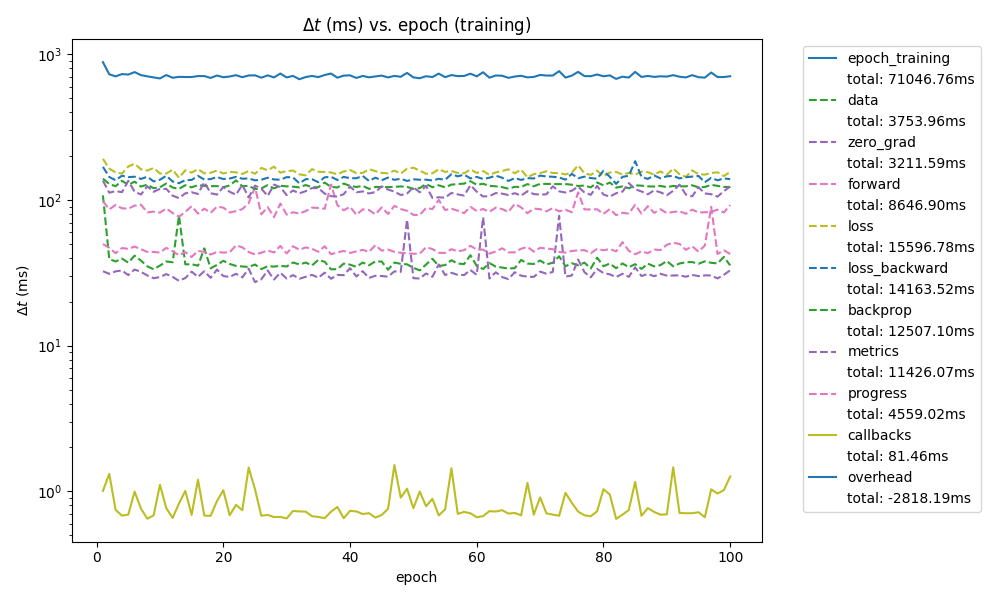 Δt (ms) vs. epoch (training)
10³
10²
10¹
10⁰
Δt (ms)
0 20 40 60 80 100
epoch
epoch_training
total: 71046.76ms
data
total: 3753.96ms
zero_grad
total: 3211.59ms
forward
total: 8646.90ms
loss
total: 15596.78ms
loss_backward
total: 14163.52ms
backprop
total: 12507.10ms
metrics
total: 11426.07ms
progress
total: 4559.02ms
callbacks
total: 81.46ms
overhead
total: -2818.19ms